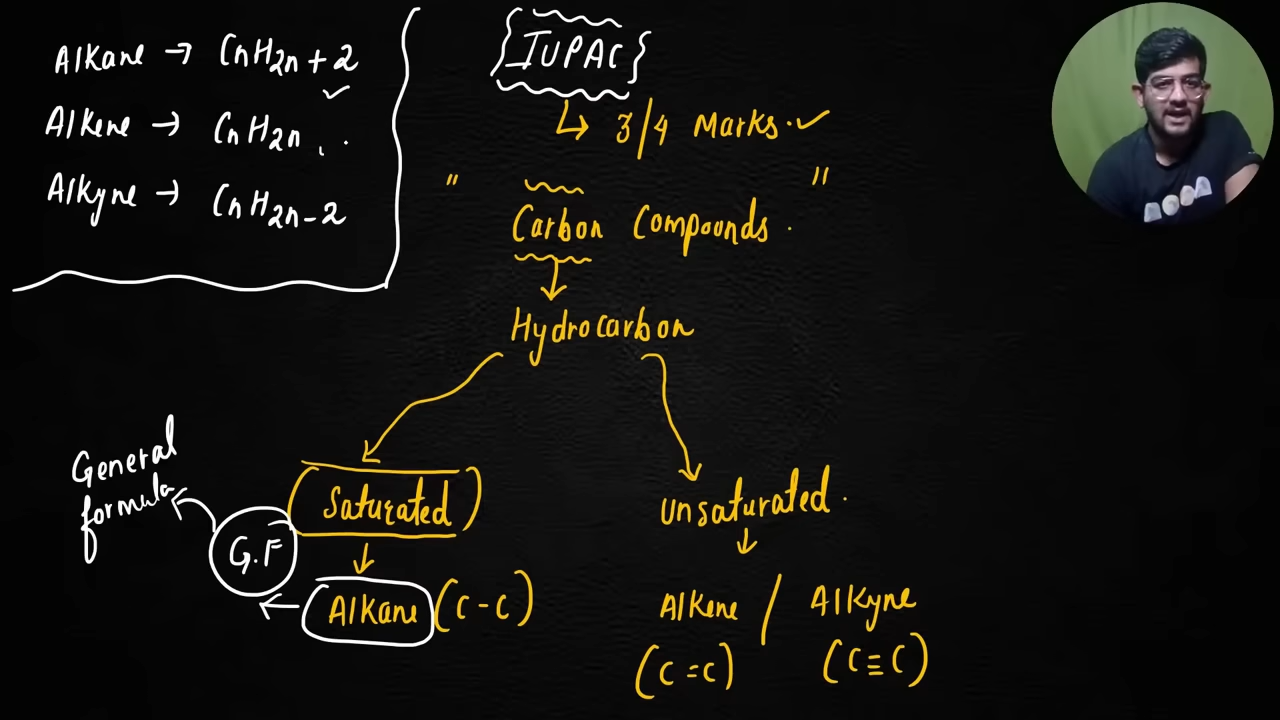 Alkane → CnH2n+2
Alkene → CnH2n
Alkyne → CnH2n-2
{IUPAC}
↳ 3/4 Marks.✓
" "
Carbon Compounds.
Hydrocarbon
General
formula
G.F
(Saturated)
Alkane (C-C)
unsaturated.
Alkene / Alkyne
(C=C) (C≡C)